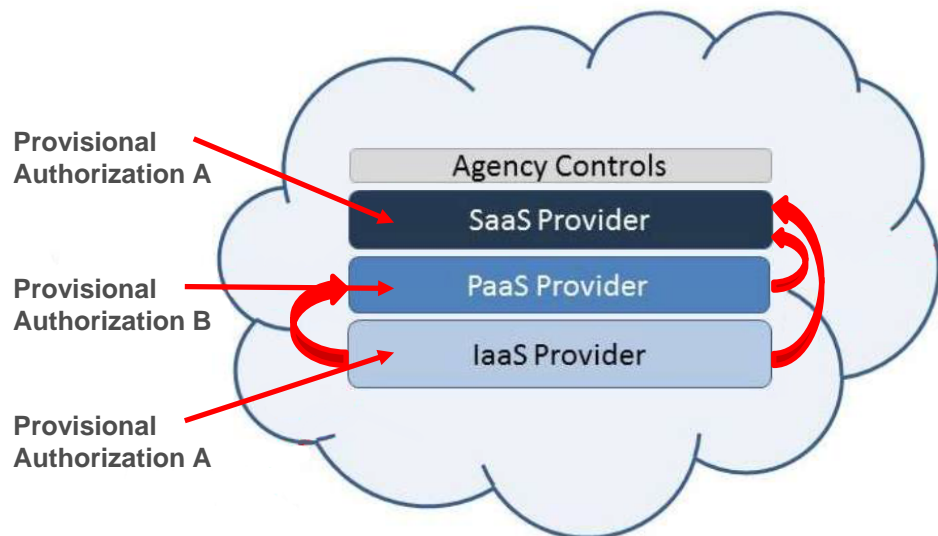 Provisional
Authorization A
Agency Controls
SaaS Provider
Provisional
Authorization B
PaaS Provider
IaaS Provider
Provisional
Authorization A